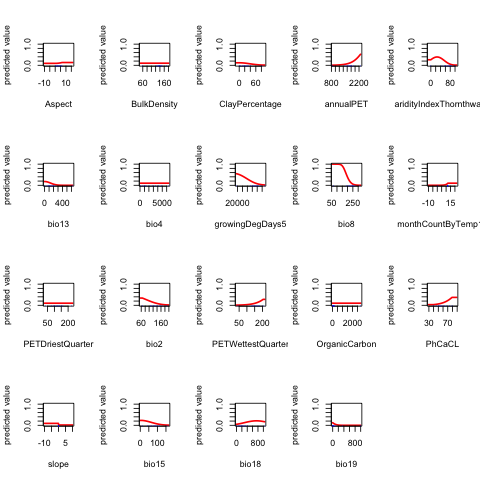 predicted value
0.0 1.0
-10 10
Aspect
predicted value
0.0 1.0
60 160
BulkDensity
predicted value
0.0 1.0
0 60
ClayPercentage
predicted value
0.0 1.0
800 2200
annualPET
predicted value
0.0 1.0
0 80
aridityIndexThornthwa
predicted value
0.0 1.0
0 400
bio13
predicted value
0.0 1.0
0 5000
bio4
predicted value
0.0 1.0
20000
growingDegDays5
predicted value
0.0 1.0
50 250
bio8
predicted value
0.0 1.0
-10 15
monthCountByTemp1
predicted value
0.0 1.0
50 200
PETDriestQuarter
predicted value
0.0 1.0
60 160
bio2
predicted value
0.0 1.0
50 200
PETWettestQuarter
predicted value
0.0 1.0
0 2000
OrganicCarbon
predicted value
0.0 1.0
30 70
PhCaCL
predicted value
0.0 1.0
-10 5
slope
predicted value
0.0 1.0
0 100
bio15
predicted value
0.0 1.0
0 800
bio18
predicted value
0.0 1.0
0 800
bio19